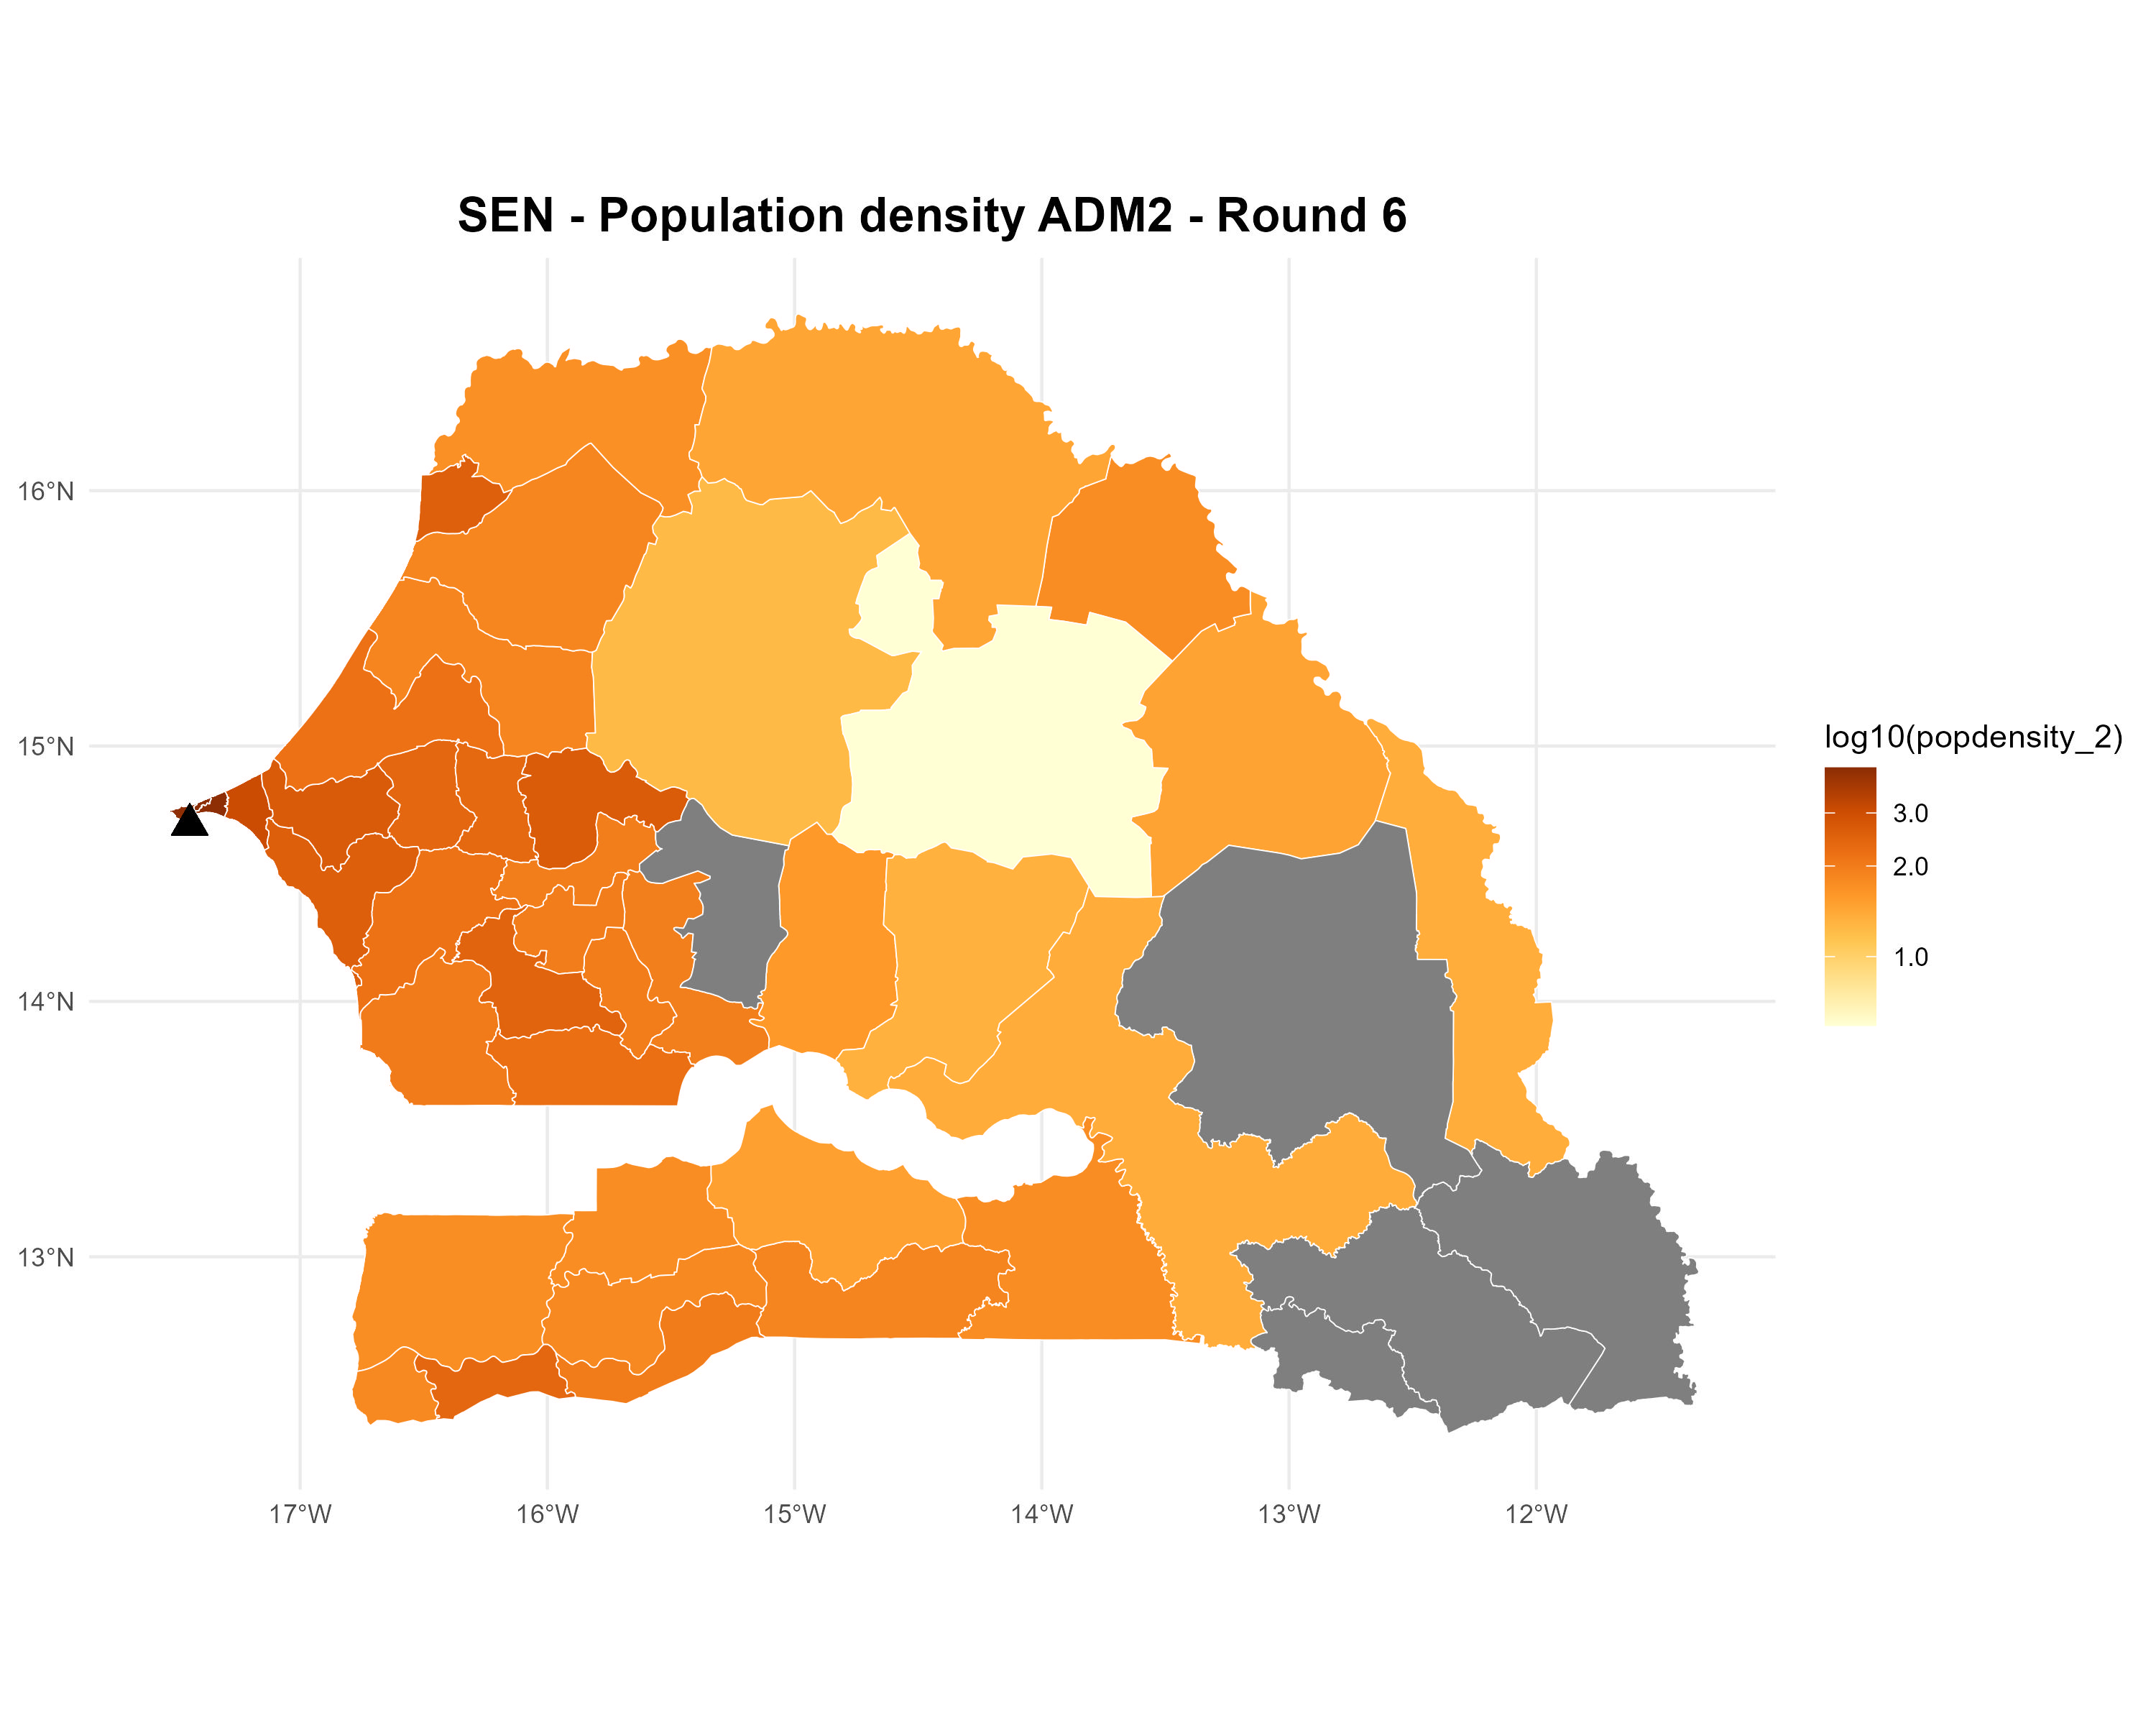 SEN - Population density ADM2 - Round 6
16°N
15°N
14°N
13°N
17°W
16°W
15°W
14°W
13°W
12°W
log10(popdensity_2)
3.0
2.0
1.0